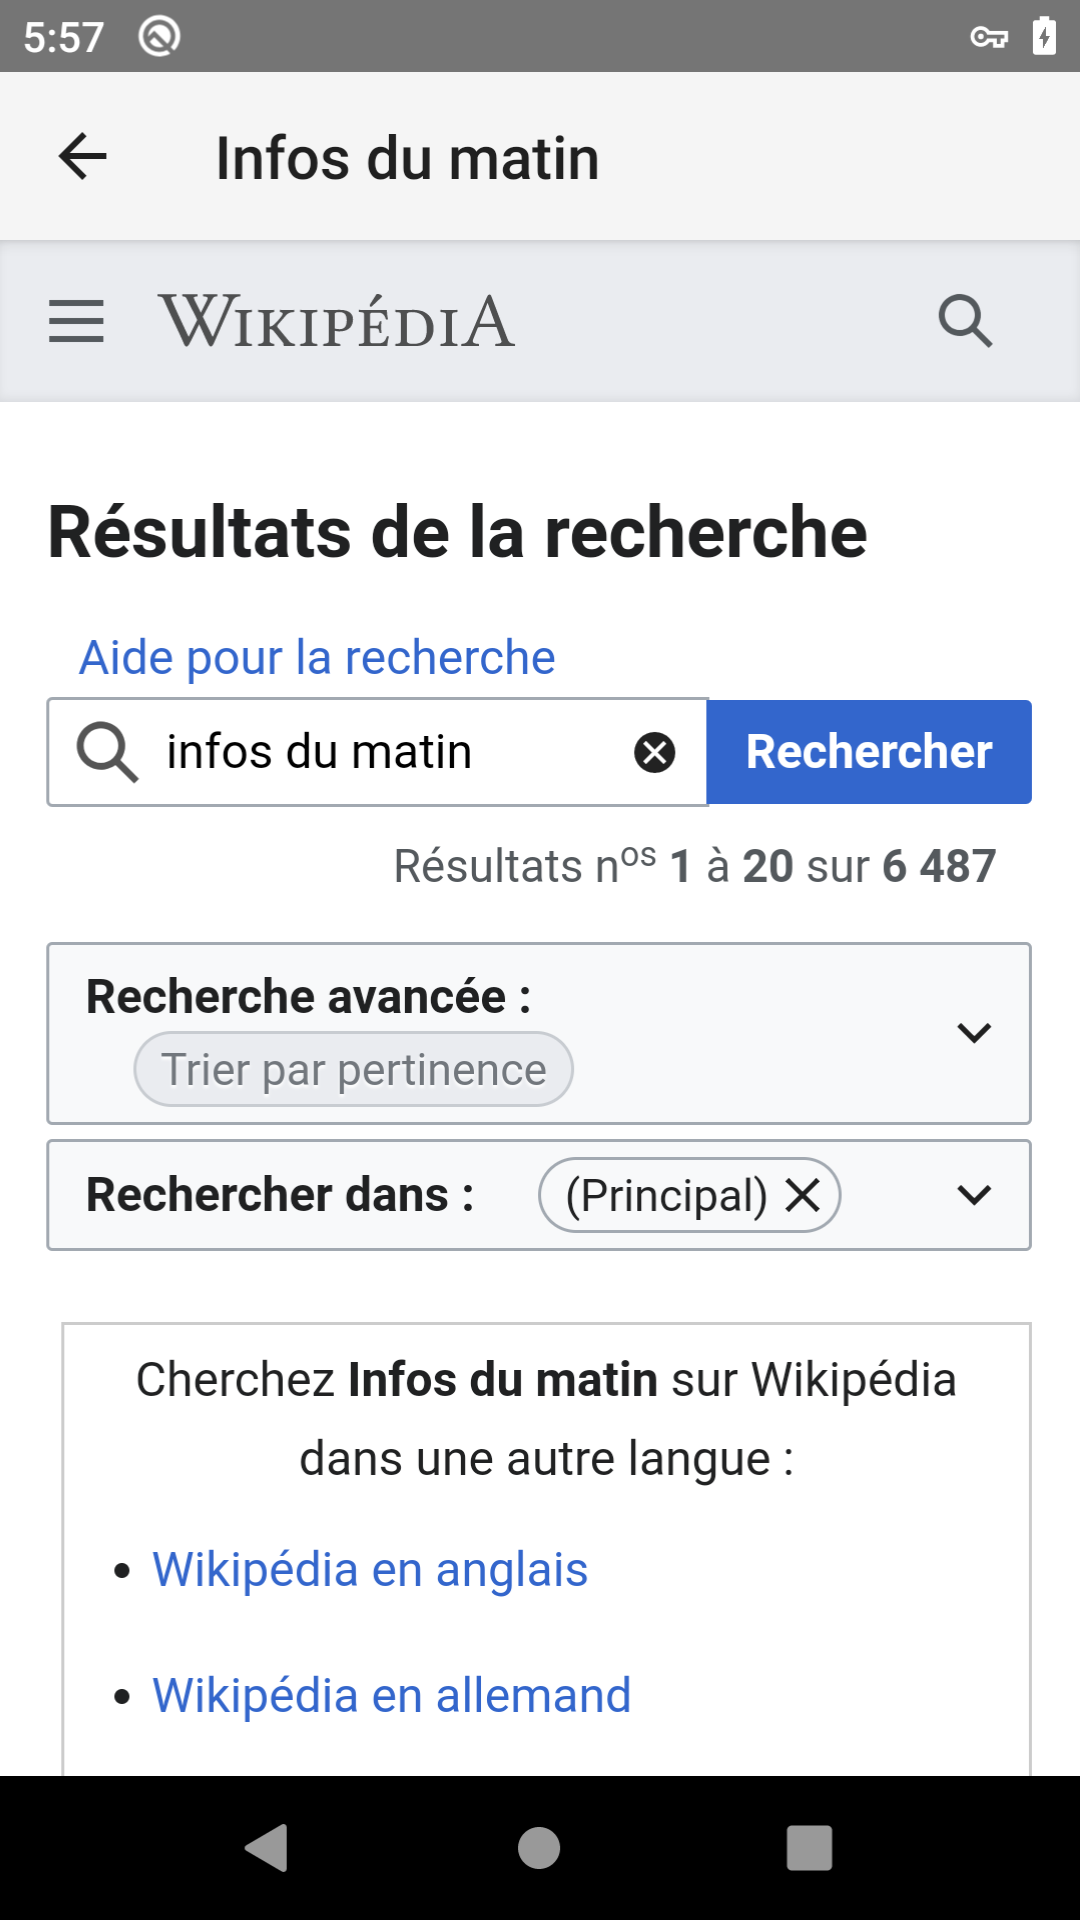 5:57
Infos du matin
WIKIPÉDIA
Résultats de la recherche
Aide pour la recherche
infos du matin
Rechercher
Résultats nos 1 à 20 sur 6 487
Recherche avancée :
Trier par pertinence
Rechercher dans : (Principal)
Cherchez Infos du matin sur Wikipédia
dans une autre langue :
• Wikipédia en anglais
• Wikipédia en allemand